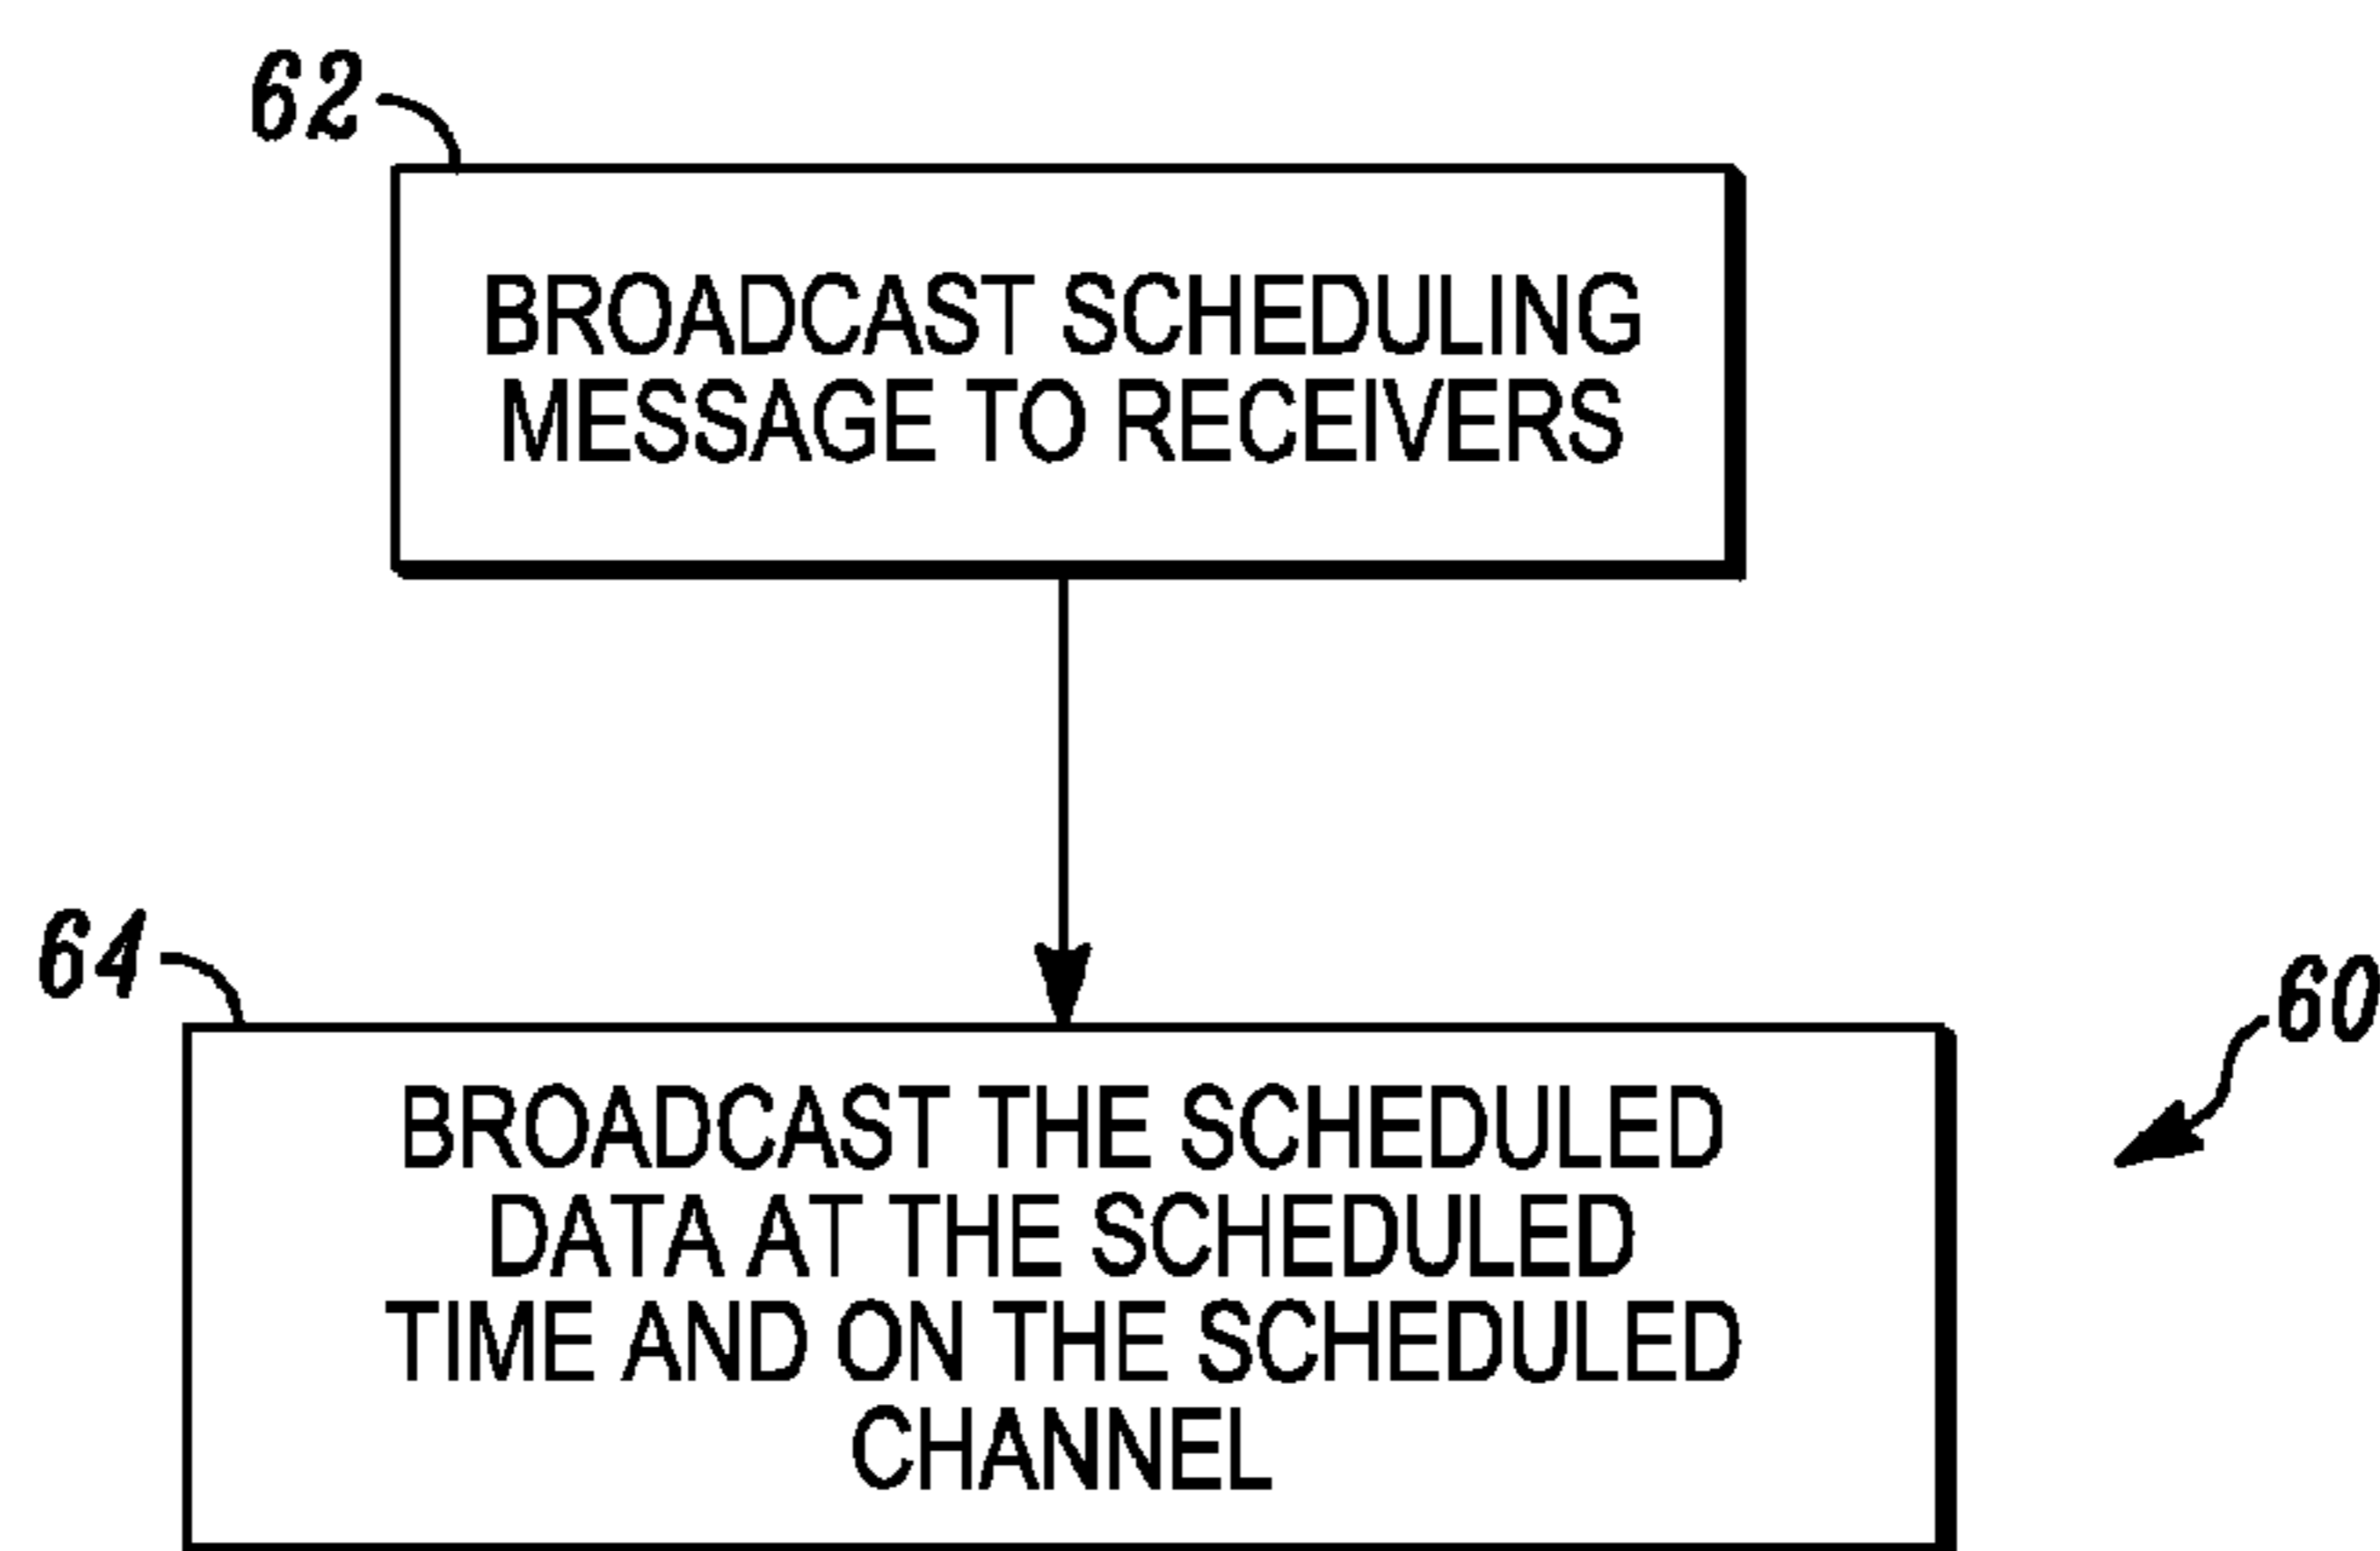 62
BROADCAST SCHEDULING
MESSAGE TO RECEIVERS
64
60
BROADCAST THE SCHEDULED
DATA AT THE SCHEDULED
TIME AND ON THE SCHEDULED
CHANNEL